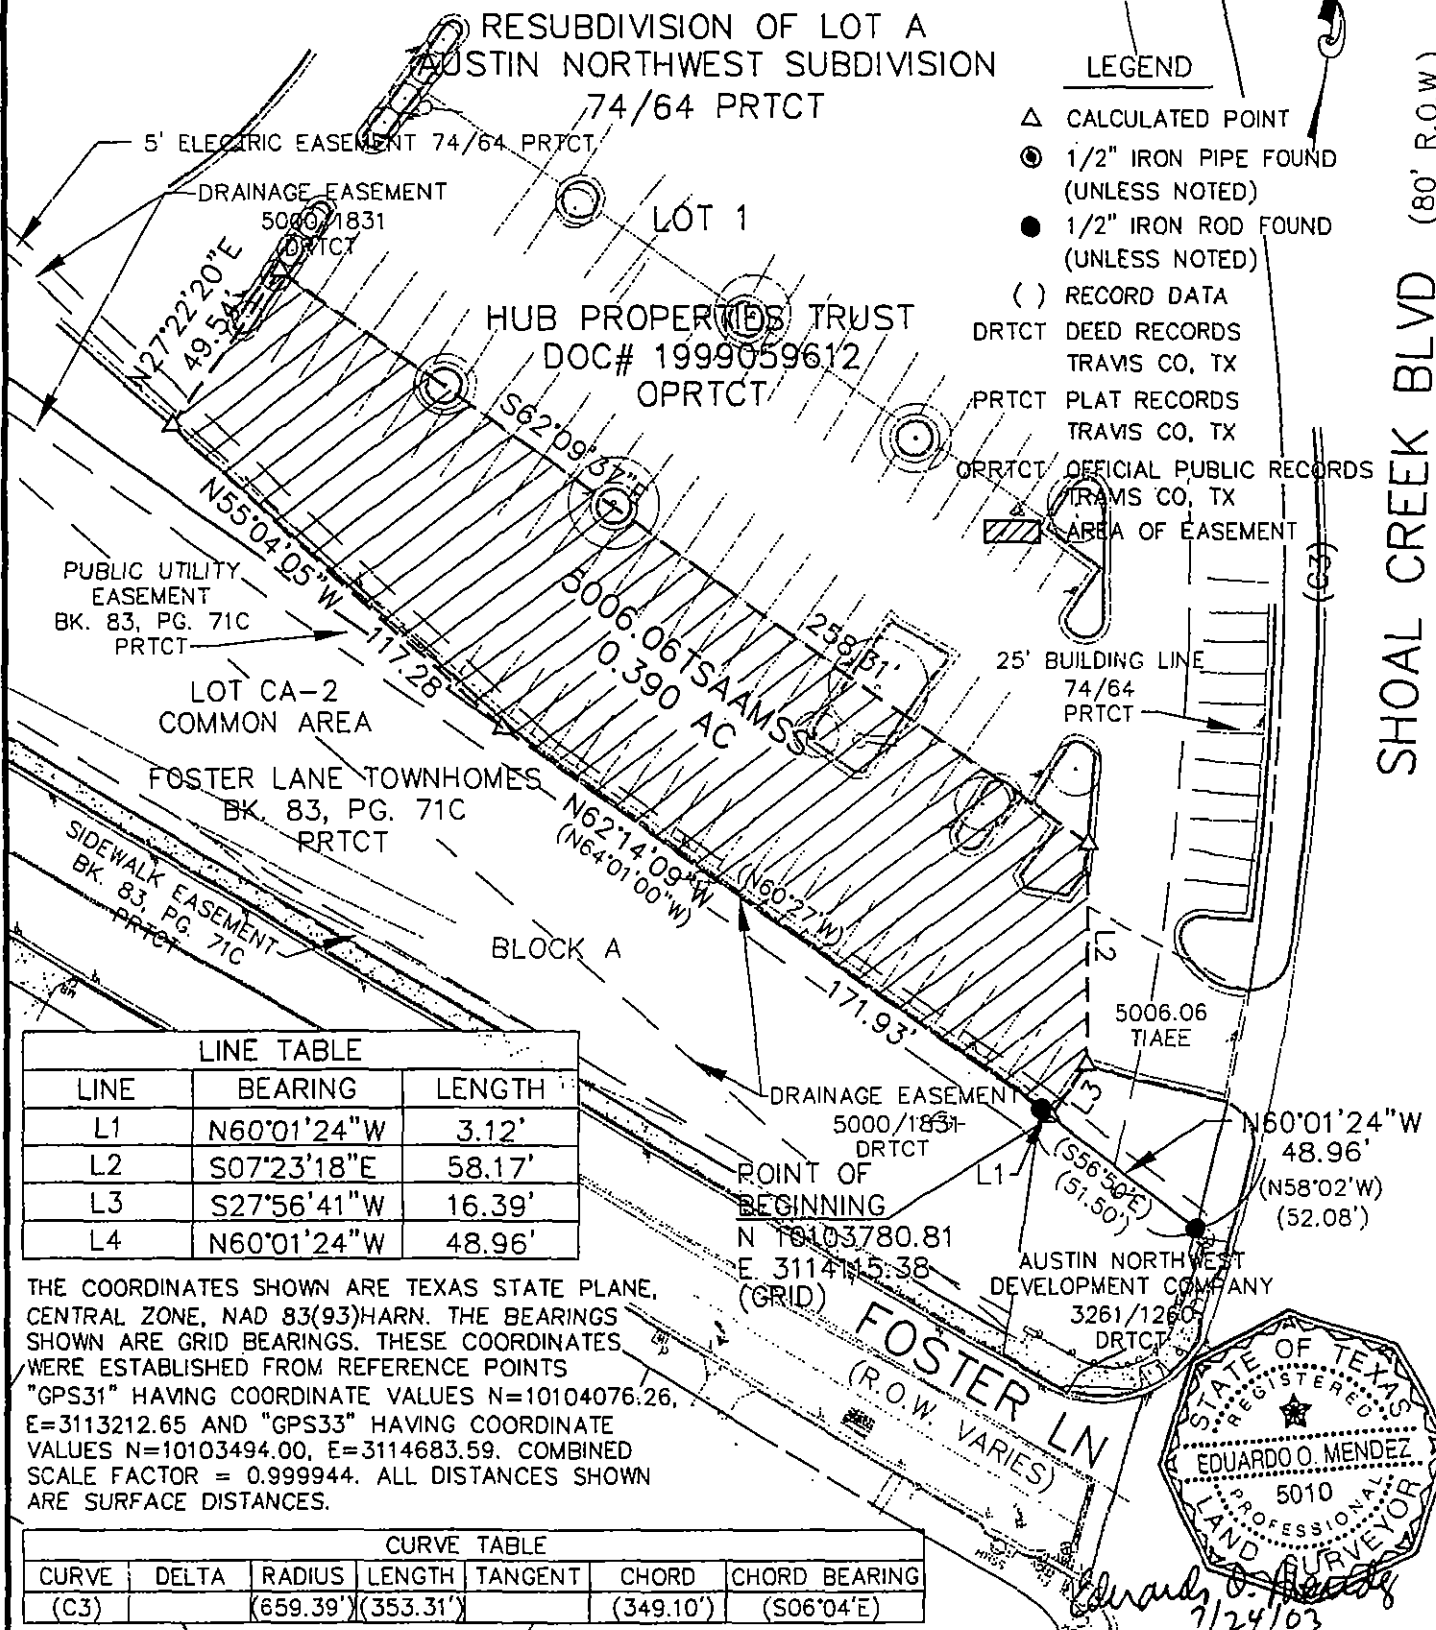 RESUBDIVISION OF LOT A
AUSTIN NORTHWEST SUBDIVISION
74/64 PRTCT
5' ELECTRIC EASEMENT 74/64 PRTCT
DRAINAGE EASEMENT
5000/1831
DRTCT
LOT 1
N27°22'20"E
49.54'
HUB PROPERTIES TRUST
DOC# 1999059612
OPRTCT
LEGEND
△ CALCULATED POINT
1/2" IRON PIPE FOUND
(UNLESS NOTED)
● 1/2" IRON ROD FOUND
(UNLESS NOTED)
( ) RECORD DATA
DRTCT DEED RECORDS
TRAVIS CO, TX
PRTCT PLAT RECORDS
TRAVIS CO, TX
OPRTCT OFFICIAL PUBLIC RECORDS
TRAVIS CO, TX
AREA OF EASEMENT
(80' R.O.W)
SHOAL CREEK BLVD
(C3)
S62°09'37"E
258.31'
N55°04'05"W
117.28'
5006.06TSAAMSS
0.390 AC
PUBLIC UTILITY
EASEMENT
BK. 83, PG. 71C
PRTCT
25' BUILDING LINE
74/64
PRTCT
LOT CA-2
COMMON AREA
FOSTER LANE TOWNHOMES
BK. 83, PG. 71C
PRTCT
SIDEWALK EASEMENT
BK. 83, PG. 71C
PRTCT
N62°14'09"W
(N64°01'00"W)
(N60°27'W)
171.93'
BLOCK A
L2
5006.06
TIAEE
L3
DRAINAGE EASEMENT
5000/1831
DRTCT
L1
POINT OF
BEGINNING
N 10103780.81
E 3114115.38
(GRID)
N60°01'24"W
48.96'
(N58°02'W)
(52.08')
(S56°50'E)
(51.50')
AUSTIN NORTHWEST
DEVELOPMENT COMPANY
3261/1260
DRTCT
FOSTER LN
(R.O.W. VARIES)
LINE TABLE
LINE BEARING LENGTH
L1 N60°01'24"W 3.12'
L2 S07°23'18"E 58.17'
L3 S27°56'41"W 16.39'
L4 N60°01'24"W 48.96'
THE COORDINATES SHOWN ARE TEXAS STATE PLANE,
CENTRAL ZONE, NAD 83(93)HARN. THE BEARINGS
SHOWN ARE GRID BEARINGS. THESE COORDINATES
WERE ESTABLISHED FROM REFERENCE POINTS
"GPS31" HAVING COORDINATE VALUES N=10104076.26,
E=3113212.65 AND "GPS33" HAVING COORDINATE
VALUES N=10103494.00, E=3114683.59. COMBINED
SCALE FACTOR = 0.999944. ALL DISTANCES SHOWN
ARE SURFACE DISTANCES.
CURVE TABLE
CURVE DELTA RADIUS LENGTH TANGENT CHORD CHORD BEARING
(C3) (659.39') (353.31') (349.10') (S06°04'E)
STATE OF TEXAS
REGISTERED
EDUARDO O. MENDEZ
5010
PROFESSIONAL
LAND SURVEYOR
Eduardo O. Mendez
7/24/03